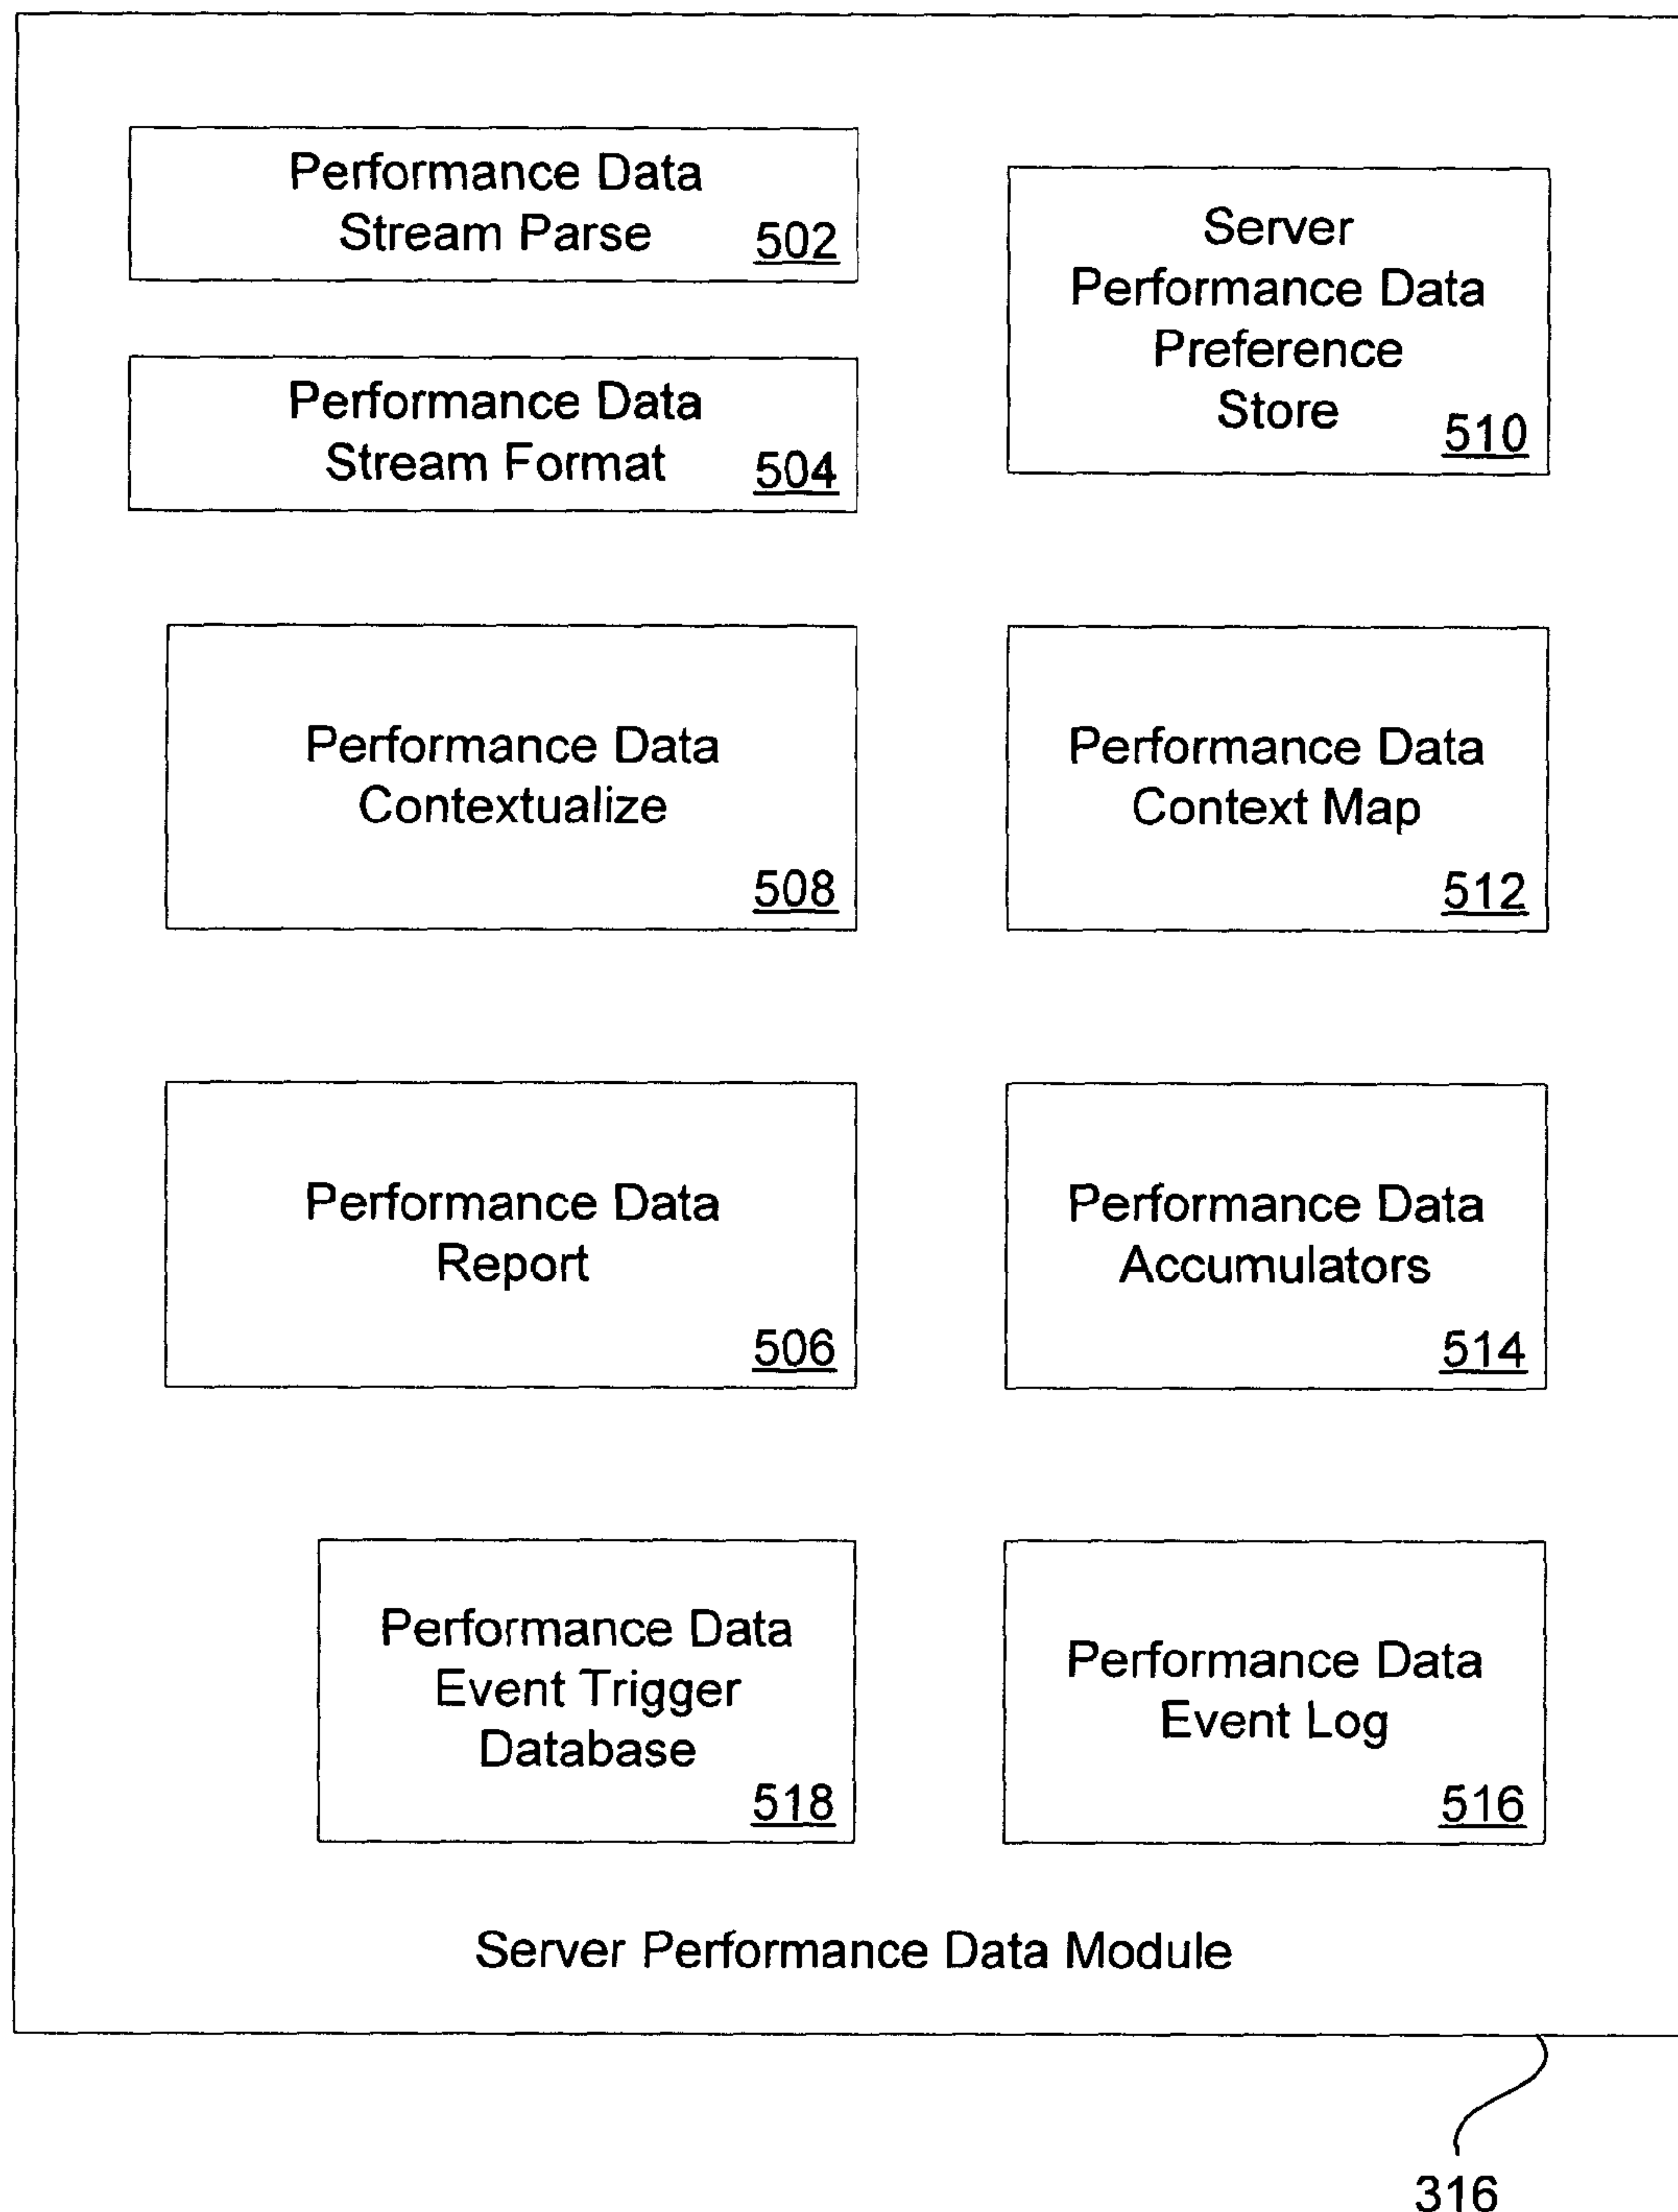 Performance Data
Stream Parse
502
Server
Performance Data
Preference
Store
510
Performance Data
Stream Format
504
Performance Data
Contextualize
508
Performance Data
Context Map
512
Performance Data
Report
506
Performance Data
Accumulators
514
Performance Data
Event Trigger
Database
518
Performance Data
Event Log
516
Server Performance Data Module
316